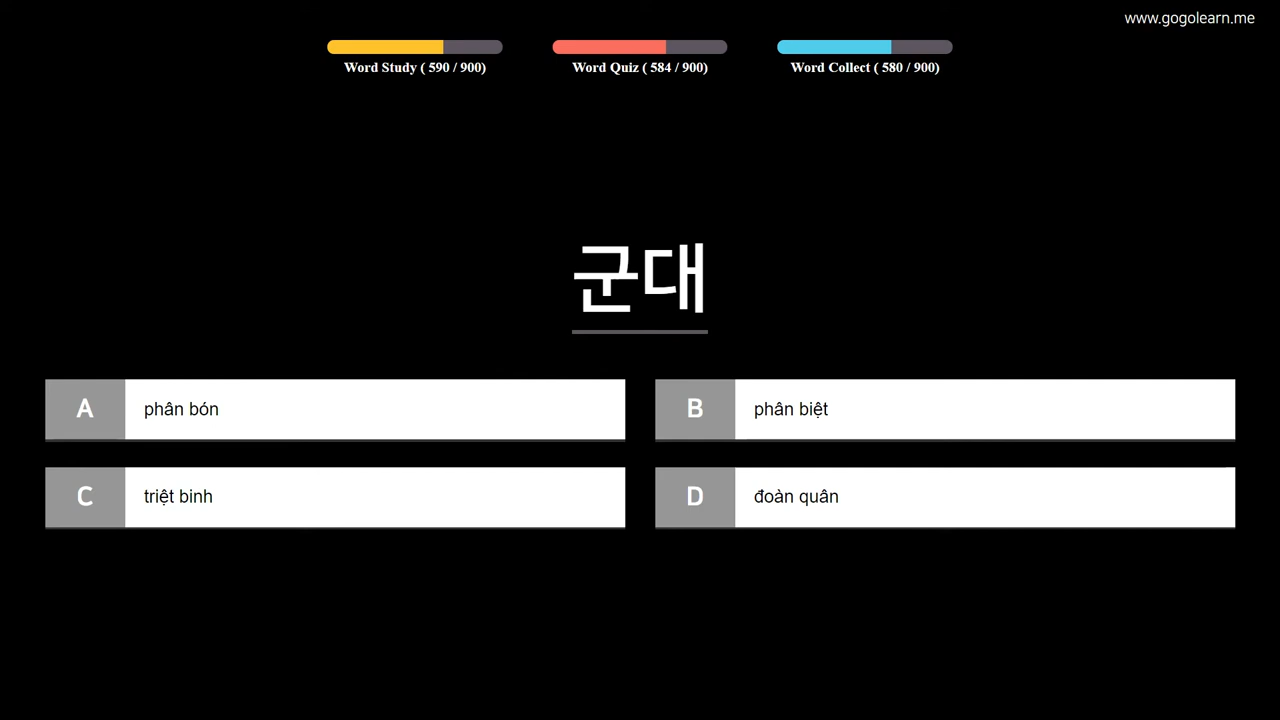 www.gogolearn.me
Word Study ( 590 / 900)
Word Quiz ( 584 / 900)
Word Collect ( 580 / 900)
군대
A phân bón
B phân biệt
C triệt binh
D đoàn quân